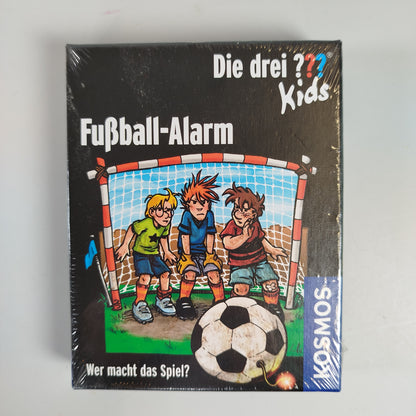 Die drei ???®
Kids
Fußball-Alarm
Wer macht das Spiel?
KOSMOS